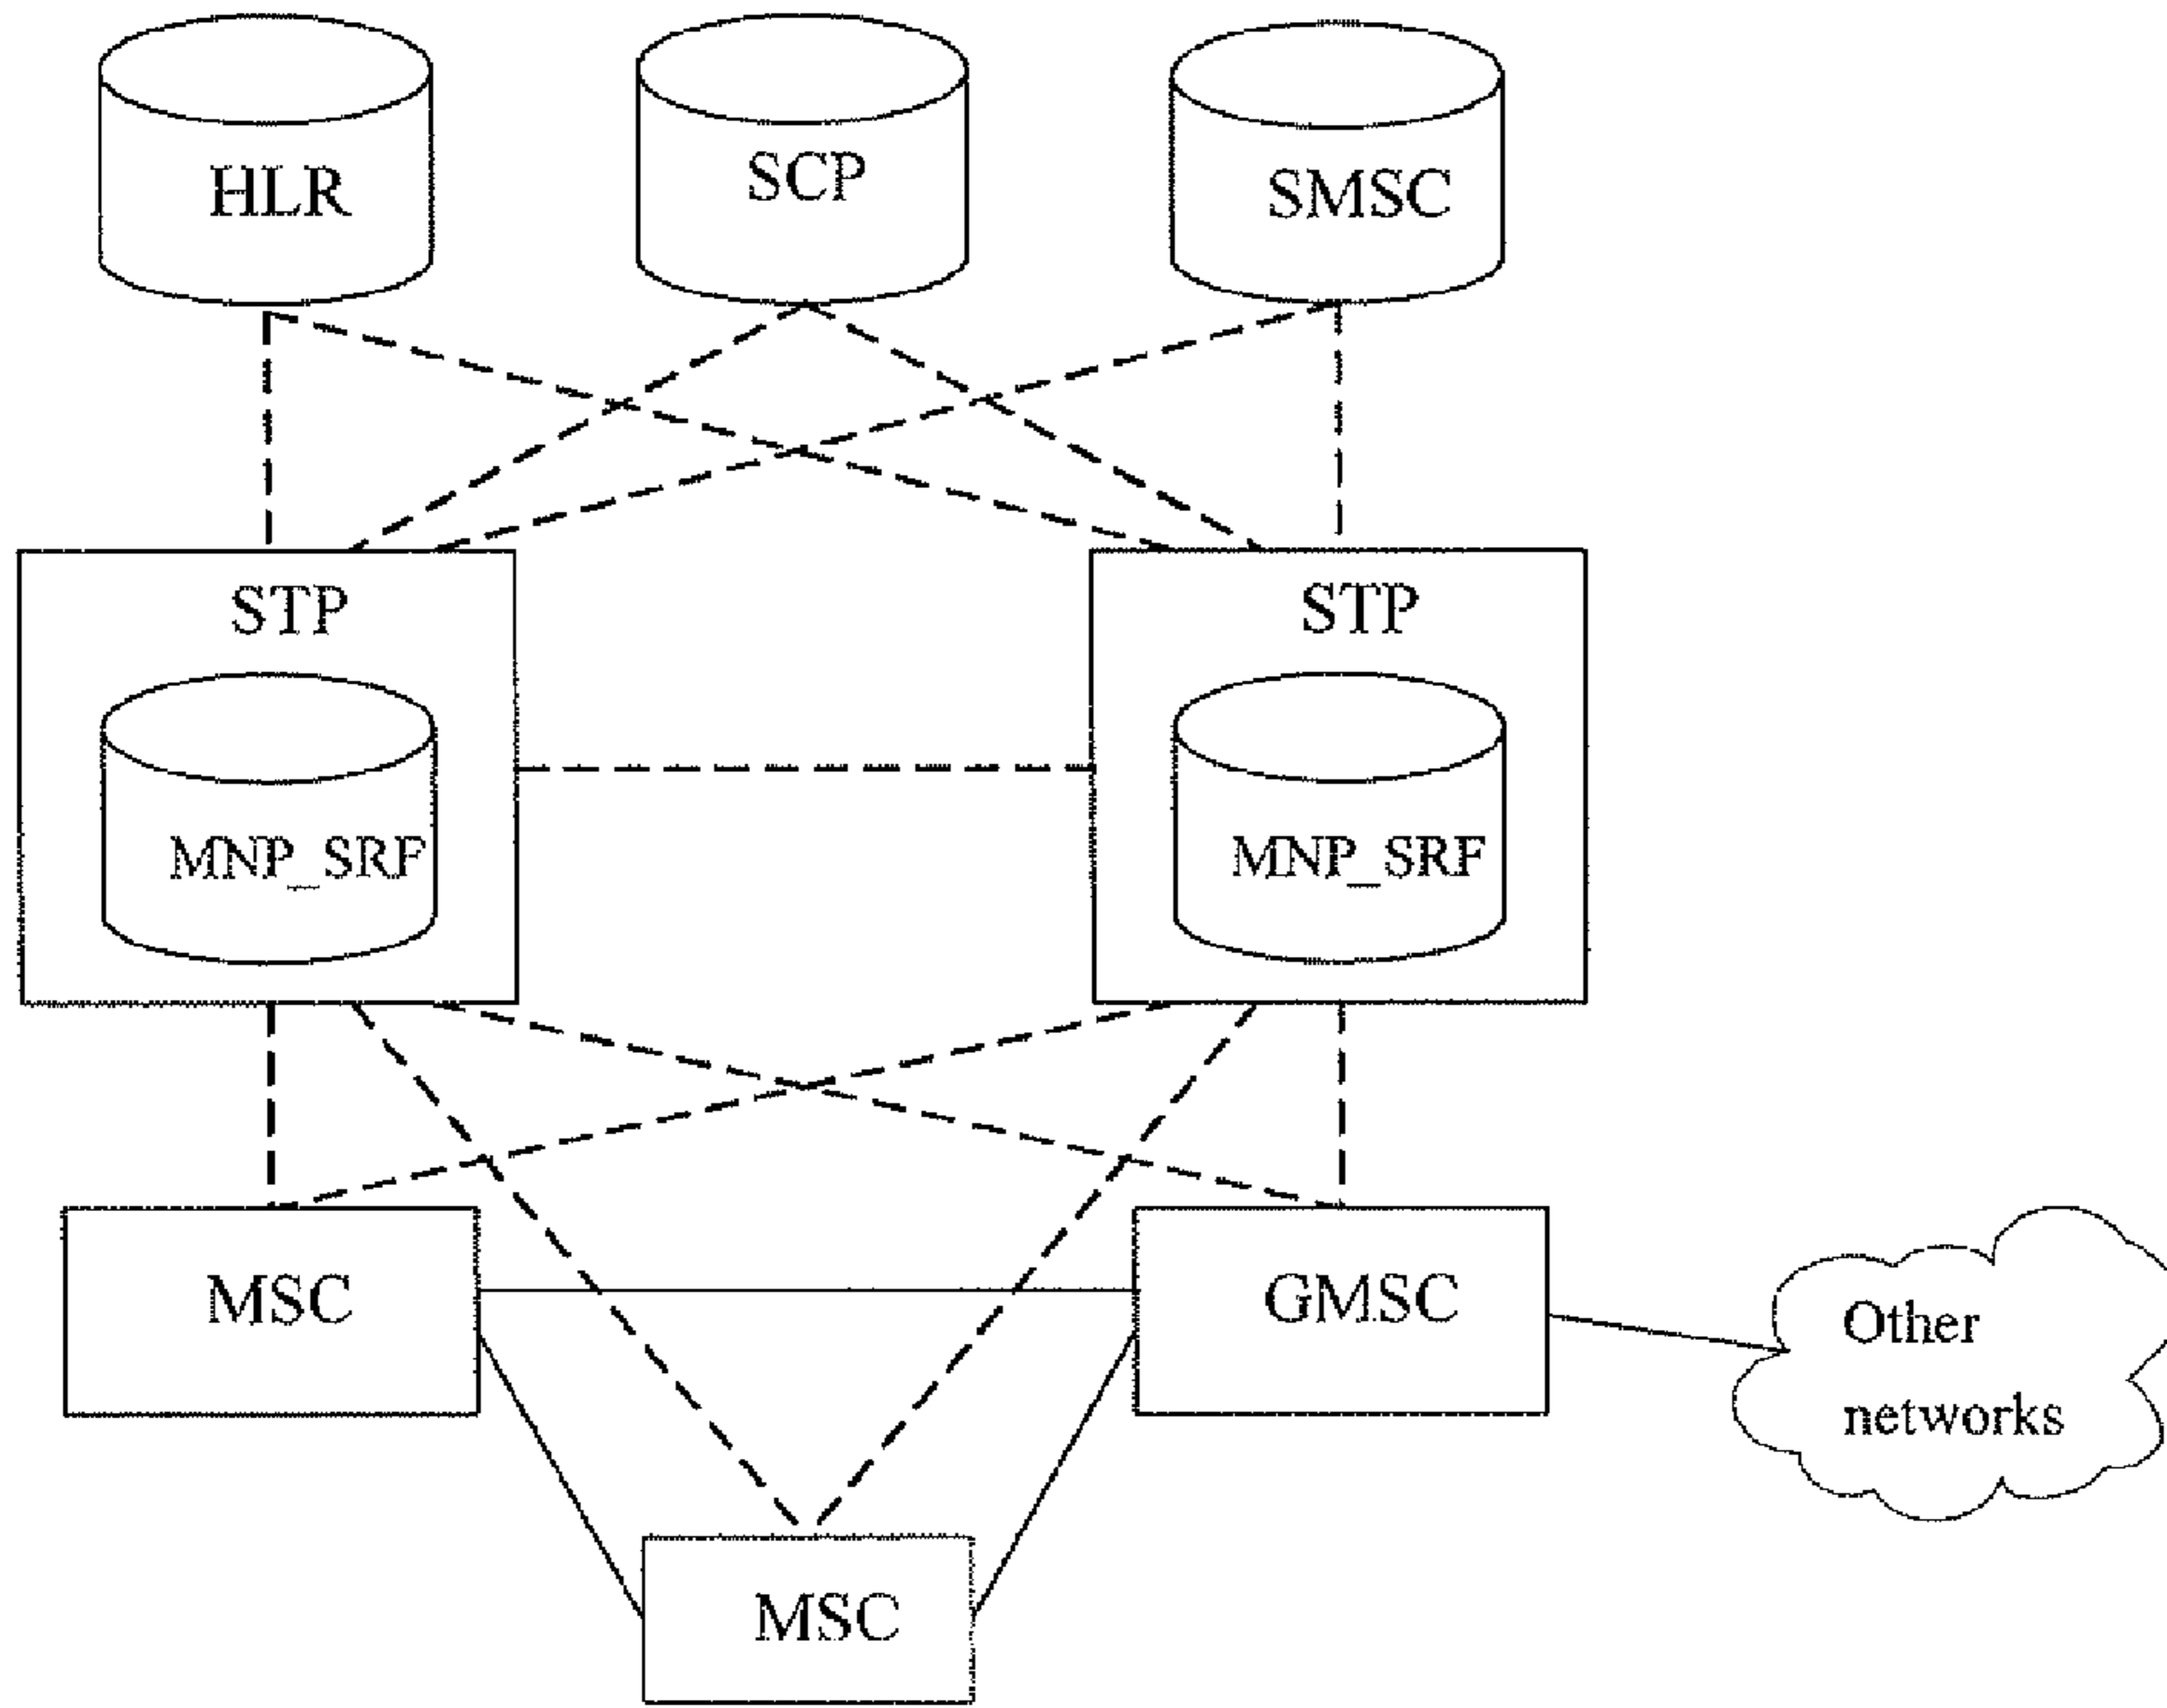 HLR
SCP
SMSC
STP
STP
MNP_SRF
MNP_SRF
MSC
GMSC
Other
networks
MSC